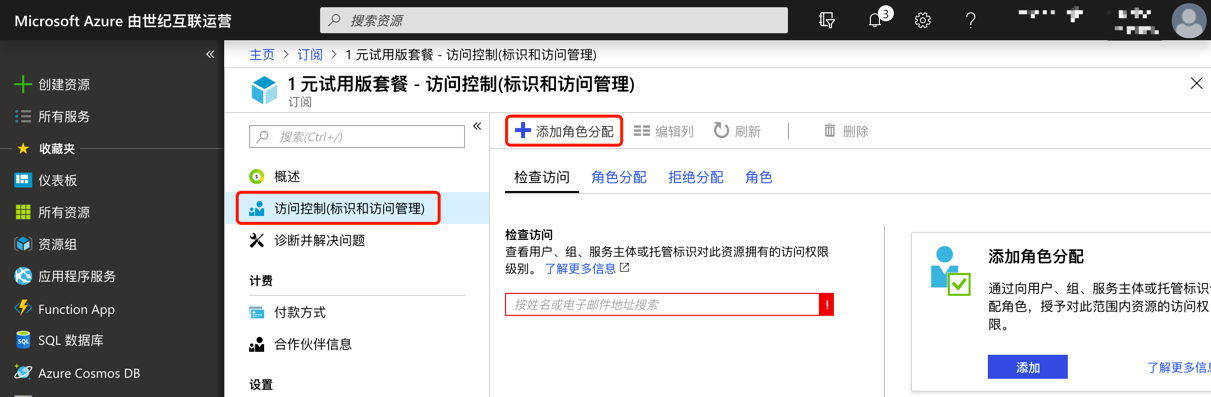 Microsoft Azure 由世纪互联运营
搜索资源
3
主页 > 订阅 > 1 元试用版套餐 - 访问控制(标识和访问管理)
1 元试用版套餐 - 访问控制(标识和访问管理)
订阅
创建资源
所有服务
收藏夹
仪表板
所有资源
资源组
应用程序服务
Function App
SQL 数据库
Azure Cosmos DB
搜索(Ctrl+/)
概述
访问控制(标识和访问管理)
诊断并解决问题
计费
付款方式
合作伙伴信息
设置
添加角色分配 编辑列 刷新 删除
检查访问 角色分配 拒绝分配 角色
检查访问
查看用户、组、服务主体或托管标识对此资源拥有的访问权限
级别。 了解更多信息
按姓名或电子邮件地址搜索
添加角色分配
通过向用户、组、服务主体或托管标识分
配角色，授予对此范围内资源的访问权
限。
添加
了解更多信息